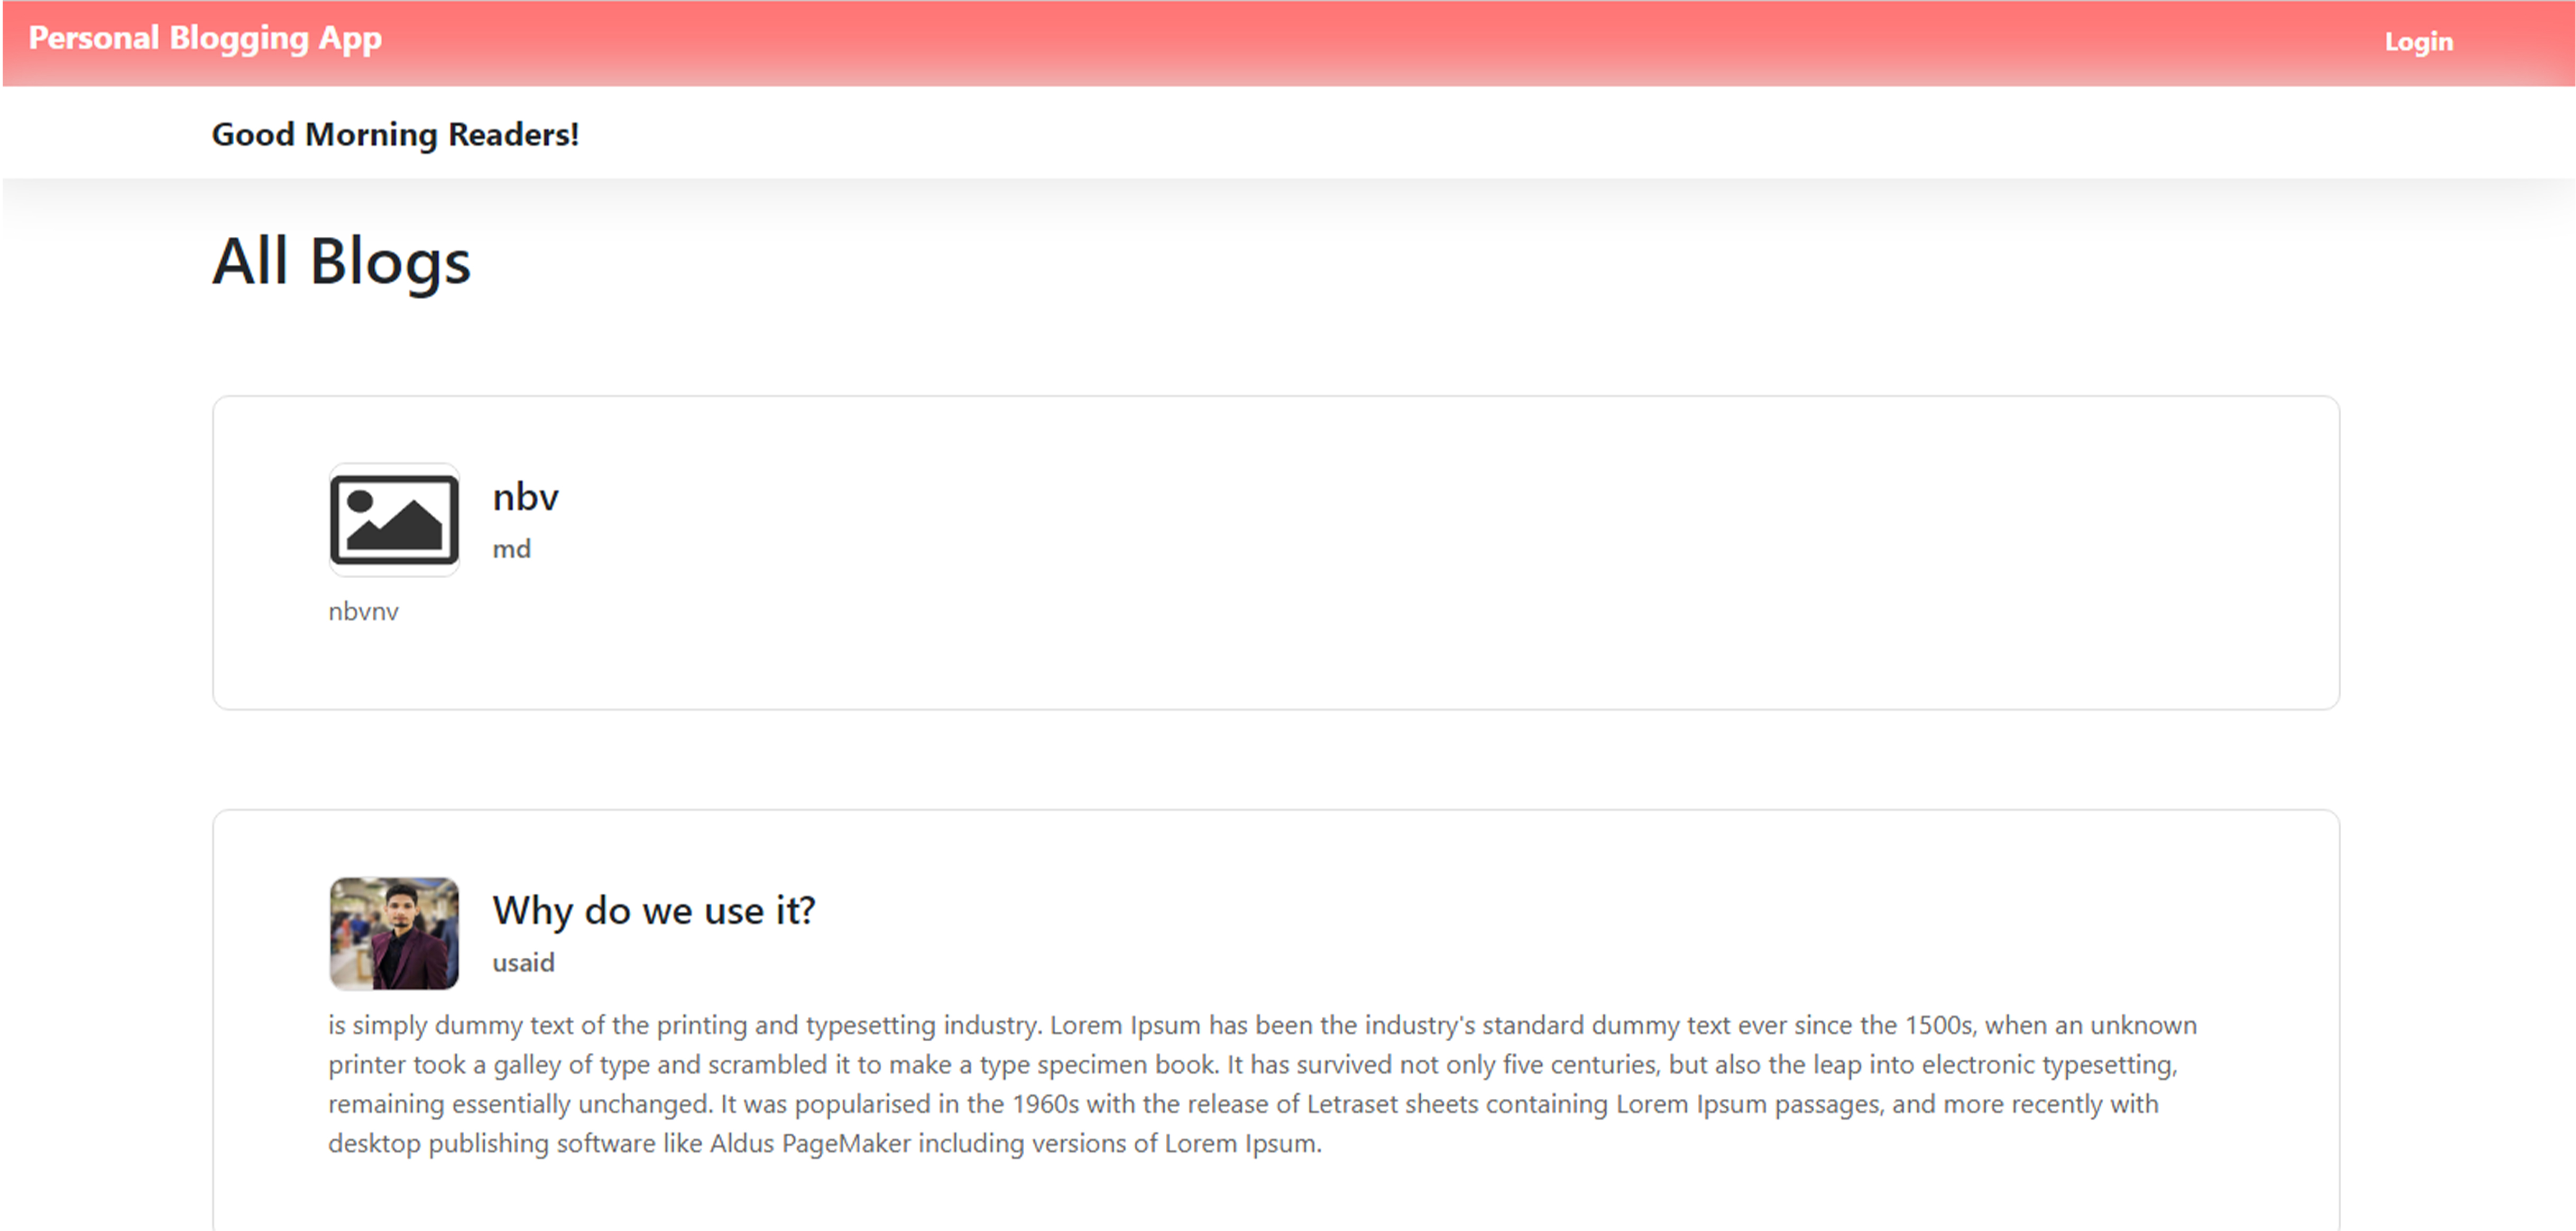 Personal Blogging App
Login
Good Morning Readers!
All Blogs
nbv
md
nbvnv
Why do we use it?
usaid
is simply dummy text of the printing and typesetting industry. Lorem Ipsum has been the industry's standard dummy text ever since the 1500s, when an unknown
printer took a galley of type and scrambled it to make a type specimen book. It has survived not only five centuries, but also the leap into electronic typesetting,
remaining essentially unchanged. It was popularised in the 1960s with the release of Letraset sheets containing Lorem Ipsum passages, and more recently with
desktop publishing software like Aldus PageMaker including versions of Lorem Ipsum.